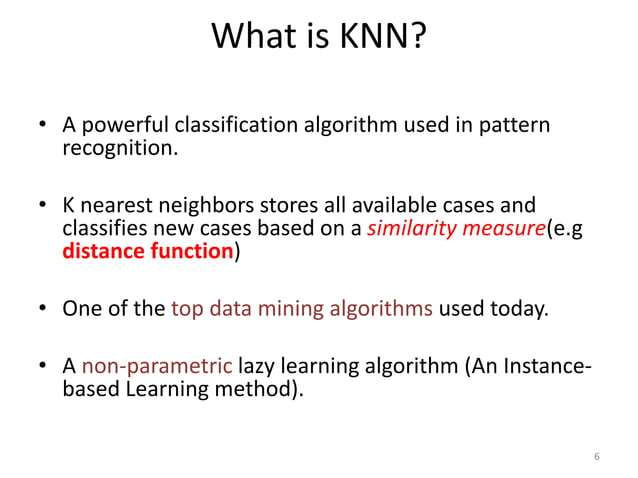 What is KNN?
• A powerful classification algorithm used in pattern
recognition.
• K nearest neighbors stores all available cases and
classifies new cases based on a similarity measure(e.g
distance function)
• One of the top data mining algorithms used today.
• A non-parametric lazy learning algorithm (An Instance-
based Learning method).
6